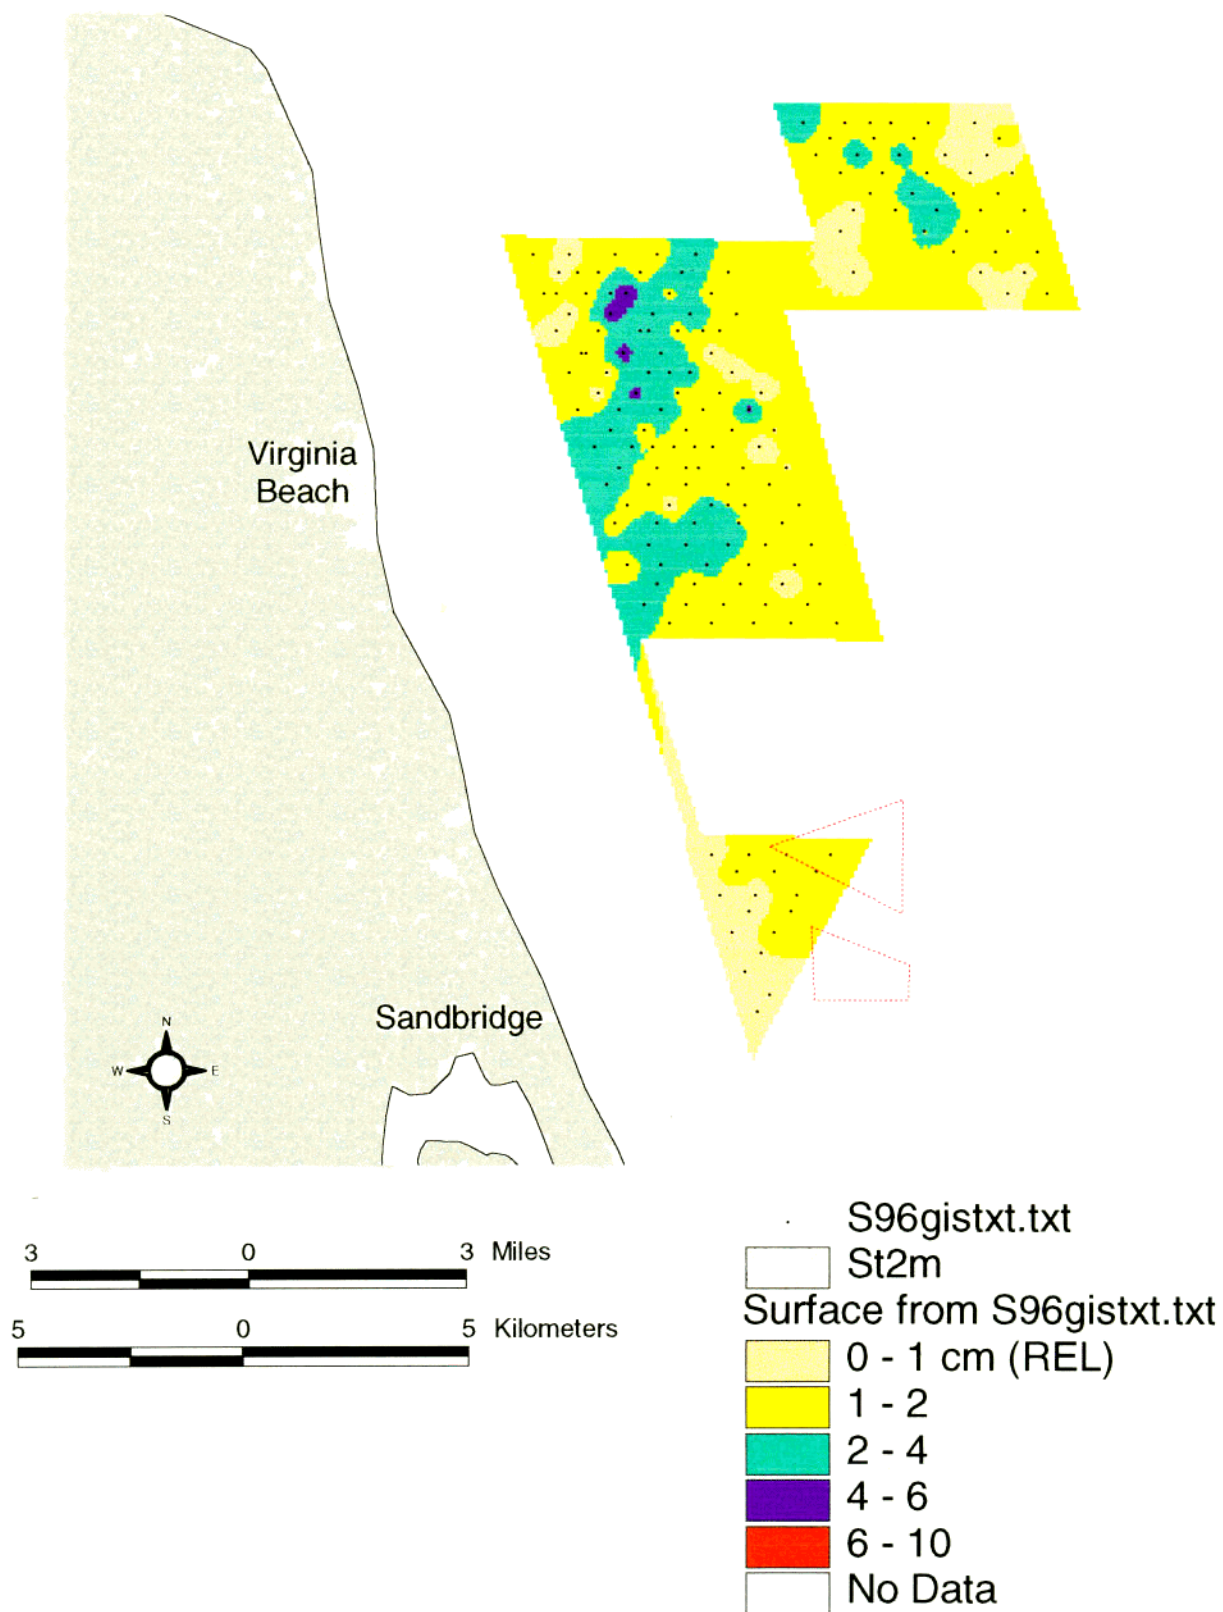 Virginia
Beach
Sandbridge
N
W E
S
3 0 3 Miles
5 0 5 Kilometers
S96gistxt.txt
St2m
Surface from S96gistxt.txt
0 - 1 cm (REL)
1 - 2
2 - 4
4 - 6
6 - 10
No Data